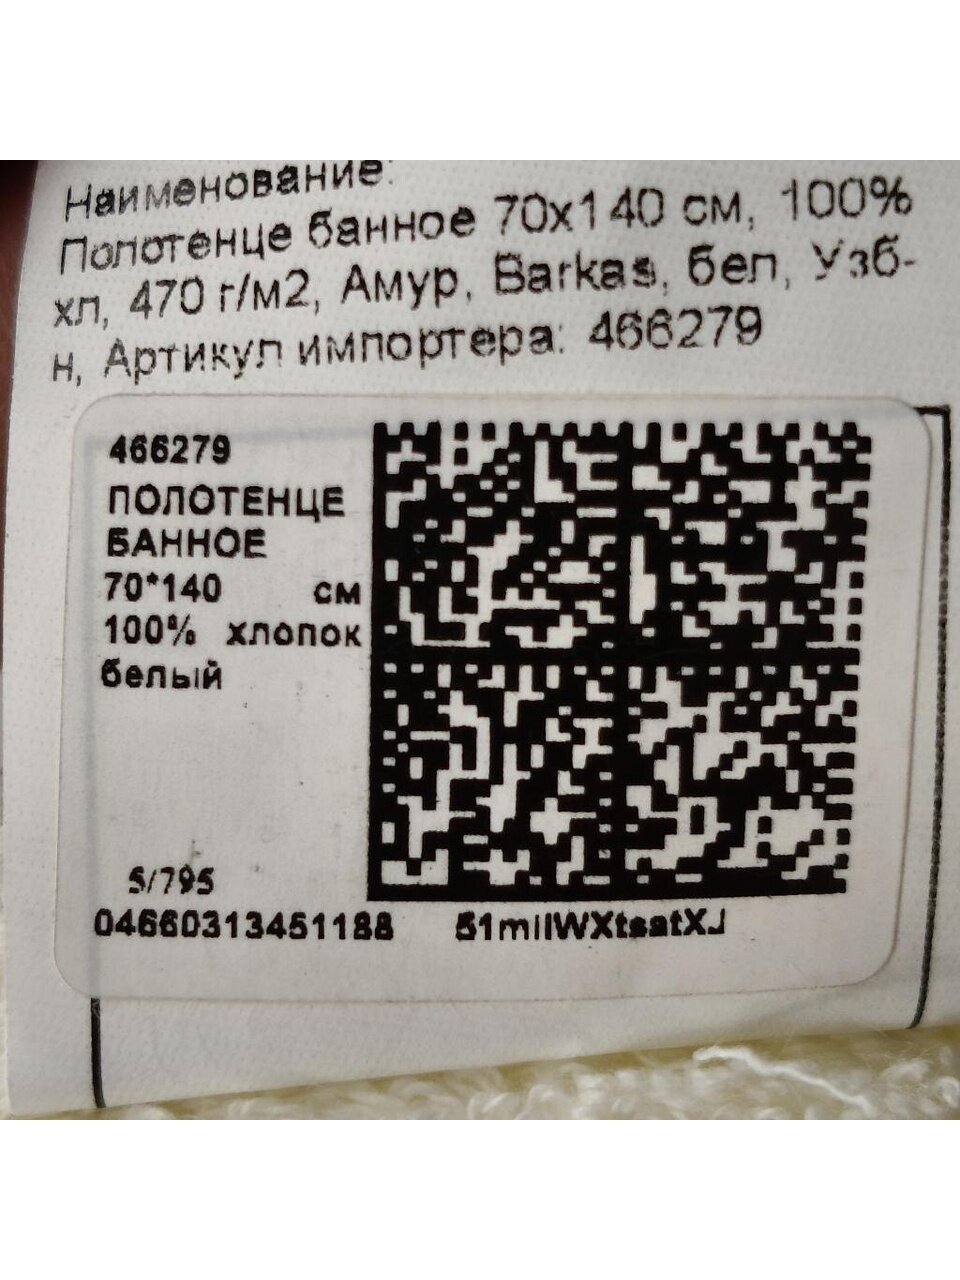 Наименование:
Полотенце банное 70х140 см, 100%
хл, 470 г/м2, Амур, Barkas, бел, Узб-
н, Артикул импортера: 466279
466279
ПОЛОТЕНЦЕ
БАННОЕ
70*140 см
100% хлопок
белый
5/795
04660313451188